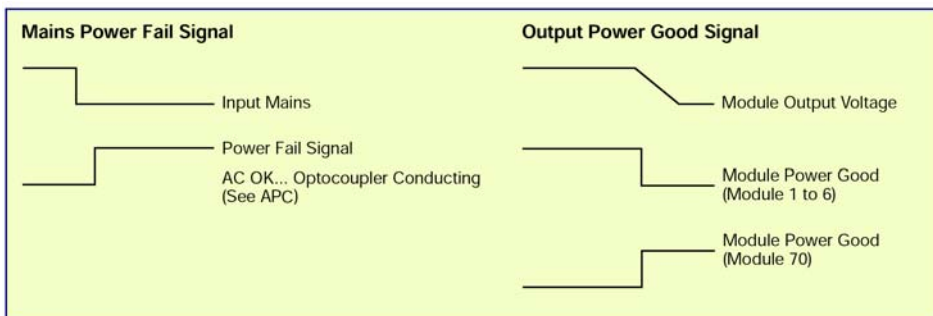 Mains Power Fail Signal
Input Mains
Power Fail Signal
AC OK... Optocoupler Conducting
(See APC)
Output Power Good Signal
Module Output Voltage
Module Power Good
(Module 1 to 6)
Module Power Good
(Module 70)